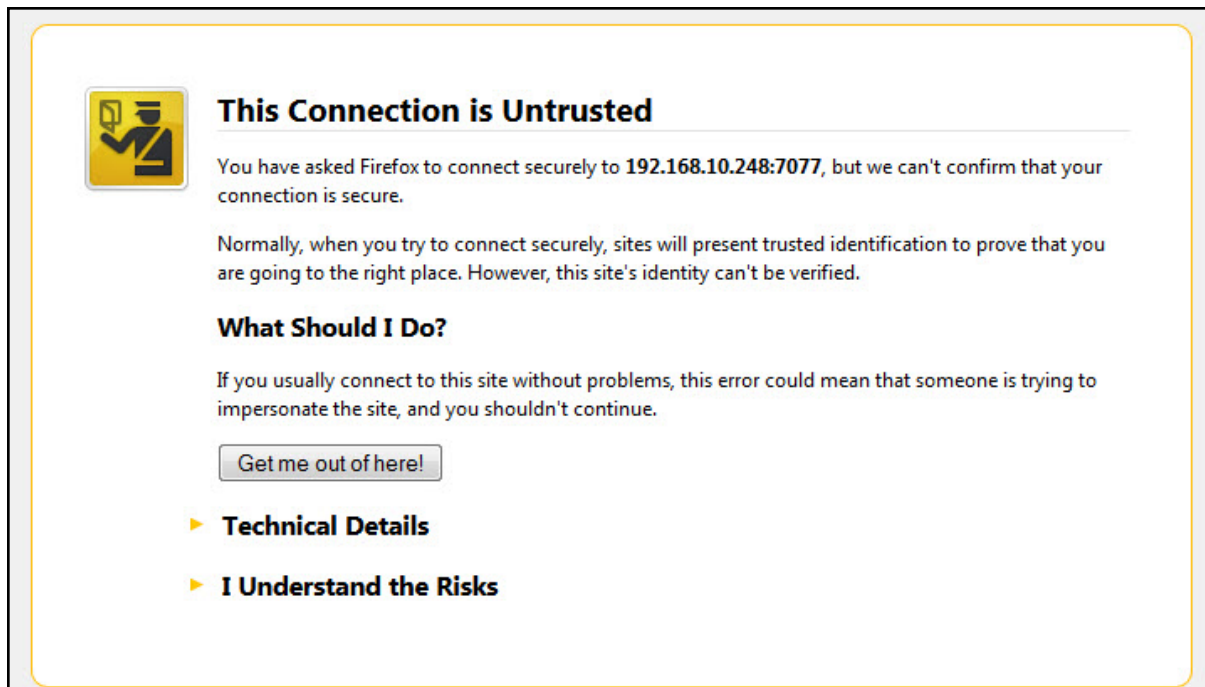 This Connection is Untrusted
You have asked Firefox to connect securely to 192.168.10.248:7077, but we can't confirm that your
connection is secure.
Normally, when you try to connect securely, sites will present trusted identification to prove that you
are going to the right place. However, this site's identity can't be verified.
What Should I Do?
If you usually connect to this site without problems, this error could mean that someone is trying to
impersonate the site, and you shouldn't continue.
Get me out of here!
Technical Details
I Understand the Risks